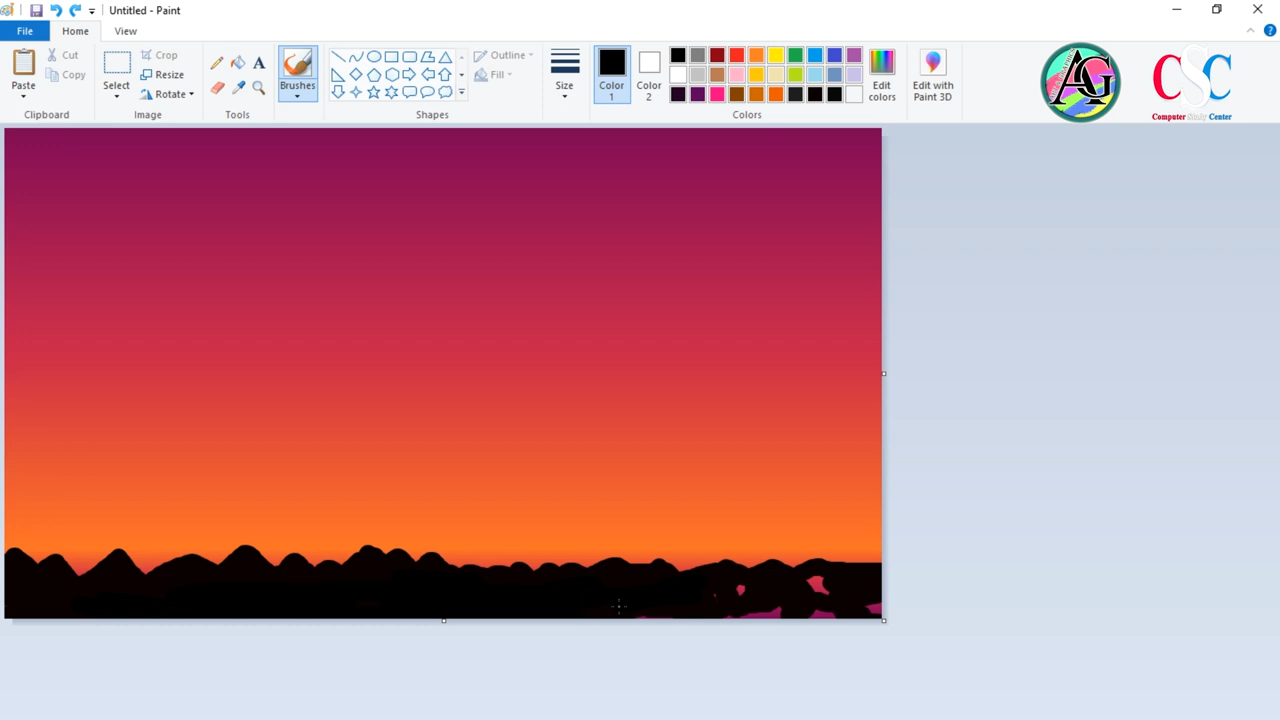 Untitled - Paint
File
Home
View
Paste
Cut
Copy
Clipboard
Select
Crop
Resize
Rotate
Image
A
Tools
Brushes
Outline
Fill
Shapes
Size
Color
1
Color
2
Edit
colors
Colors
Edit with
Paint 3D
AG
CSC
Computer Study Center